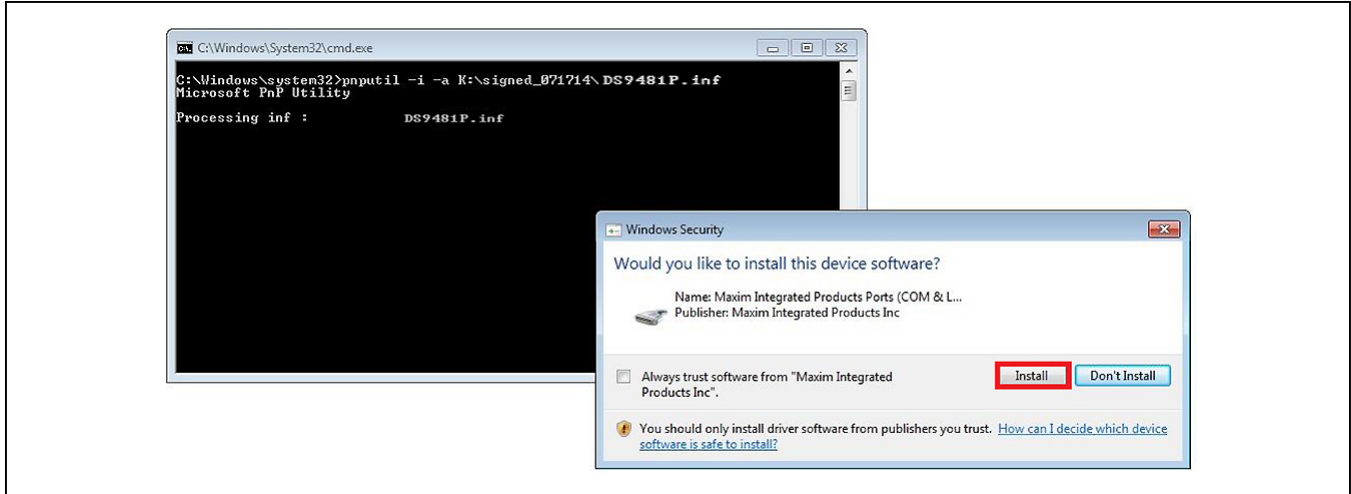 C:\Windows\System32\cmd.exe
C:\Windows\system32>pnputil -i -a K:\signed_071714\DS9481P.inf
Microsoft PnP Utility
Processing inf : DS9481P.inf
Windows Security
Would you like to install this device software?
Name: Maxim Integrated Products Ports (COM & L...
Publisher: Maxim Integrated Products Inc
Always trust software from "Maxim Integrated
Products Inc".
Install
Don't Install
You should only install driver software from publishers you trust. How can I decide which device
software is safe to install?